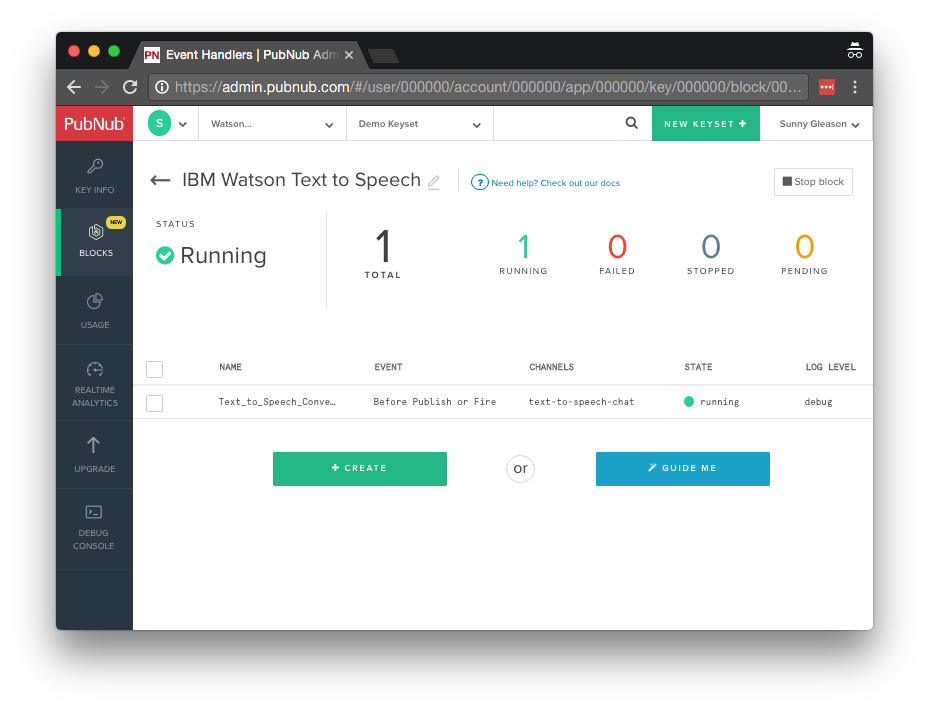 PN Event Handlers | PubNub Adm
https://admin.pubnub.com/#/user/000000/account/000000/app/000000/key/000000/block/00...
PubNub
S
Watson...
Demo Keyset
NEW KEYSET +
Sunny Gleason
KEY INFO
NEW
BLOCKS
USAGE
REALTIME
ANALYTICS
UPGRADE
DEBUG
CONSOLE
IBM Watson Text to Speech
? Need help? Check out our docs
Stop block
STATUS
Running
1
TOTAL
1
RUNNING
0
FAILED
0
STOPPED
0
PENDING
NAME EVENT CHANNELS STATE LOG LEVEL
Text_to_Speech_Conve… Before Publish or Fire text-to-speech-chat running debug
+ CREATE
or
GUIDE ME